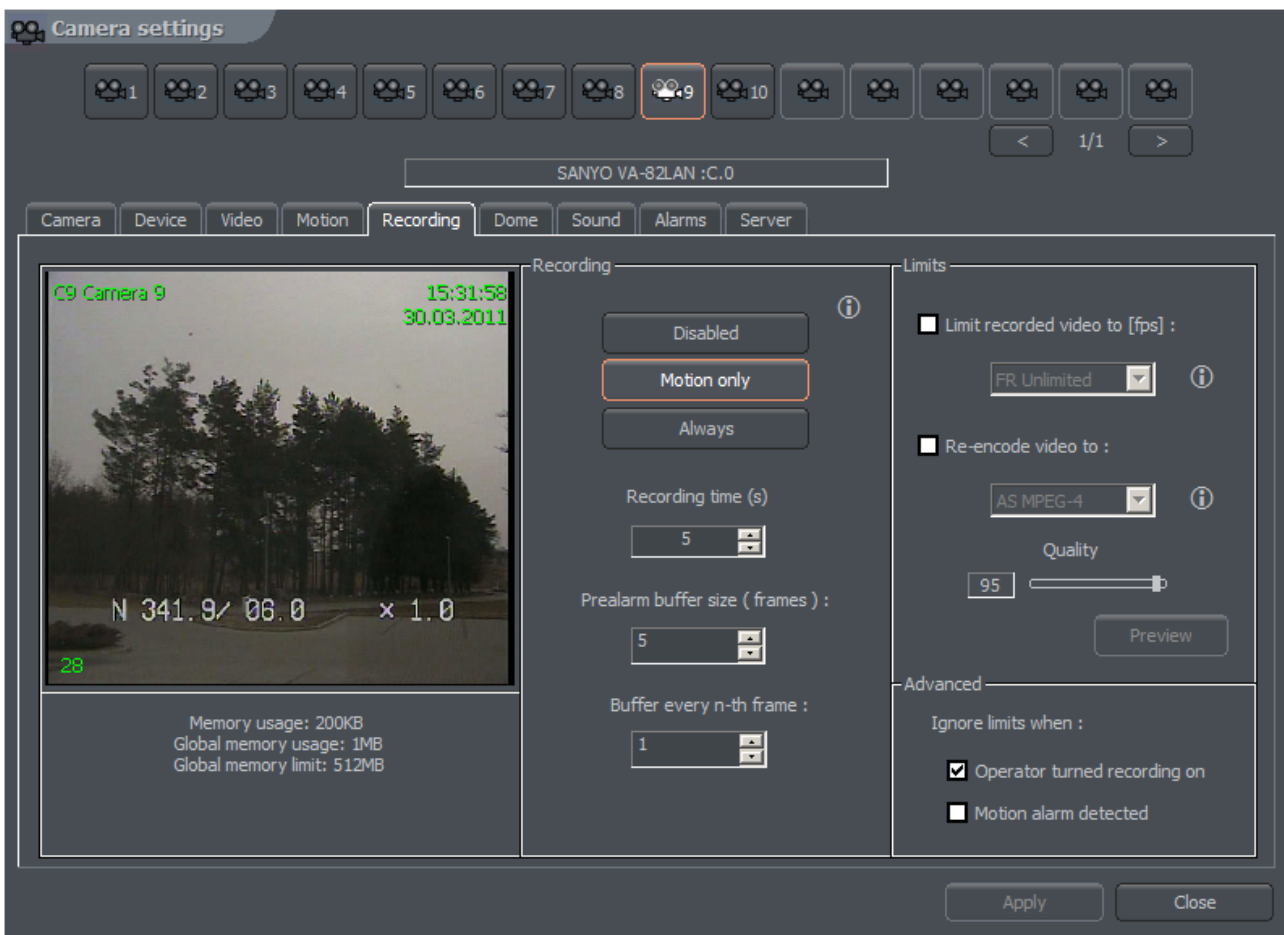 Camera settings
1 2 3 4 5 6 7 8 9 10
< 1/1 >
SANYO VA-82LAN :C.0
Camera Device Video Motion Recording Dome Sound Alarms Server
C9 Camera 9 15:31:58
30.03.2011
N 341.9/ 06.0 x 1.0
28
Memory usage: 200KB
Global memory usage: 1MB
Global memory limit: 512MB
Recording
Disabled
Motion only
Always
Recording time (s)
5
Prealarm buffer size ( frames ) :
5
Buffer every n-th frame :
1
Limits
Limit recorded video to [fps] :
FR Unlimited
Re-encode video to :
AS MPEG-4
Quality
95
Preview
Advanced
Ignore limits when :
Operator turned recording on
Motion alarm detected
Apply Close